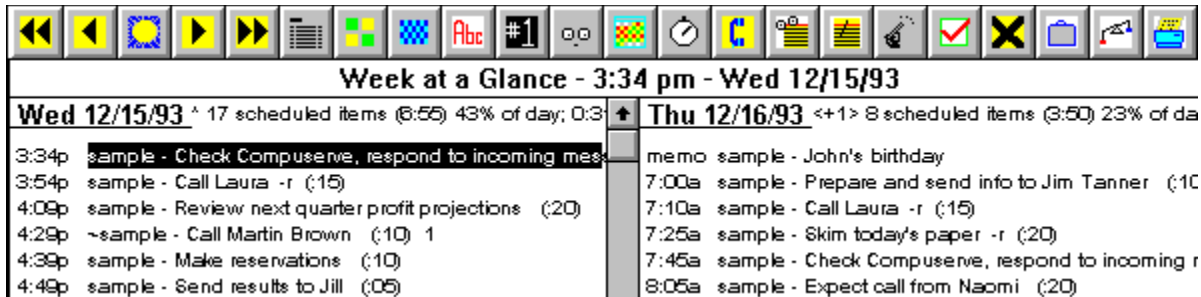 Abc #1
Week at a Glance - 3:34 pm - Wed 12/15/93
Wed 12/15/93 ^ 17 scheduled items (6:55) 43% of day; 0:3
3:34p sample - Check Compuserve, respond to incoming mes
3:54p sample - Call Laura -r (:15)
4:09p sample - Review next quarter profit projections (:20)
4:29p ~sample - Call Martin Brown (:10) 1
4:39p sample - Make reservations (:10)
4:49p sample - Send results to Jill (:05)
Thu 12/16/93 <+1> 8 scheduled items (3:50) 23% of da
memo sample - John's birthday
7:00a sample - Prepare and send info to Jim Tanner (:10
7:10a sample - Call Laura -r (:15)
7:25a sample - Skim today's paper -r (:20)
7:45a sample - Check Compuserve, respond to incoming
8:05a sample - Expect call from Naomi (:20)